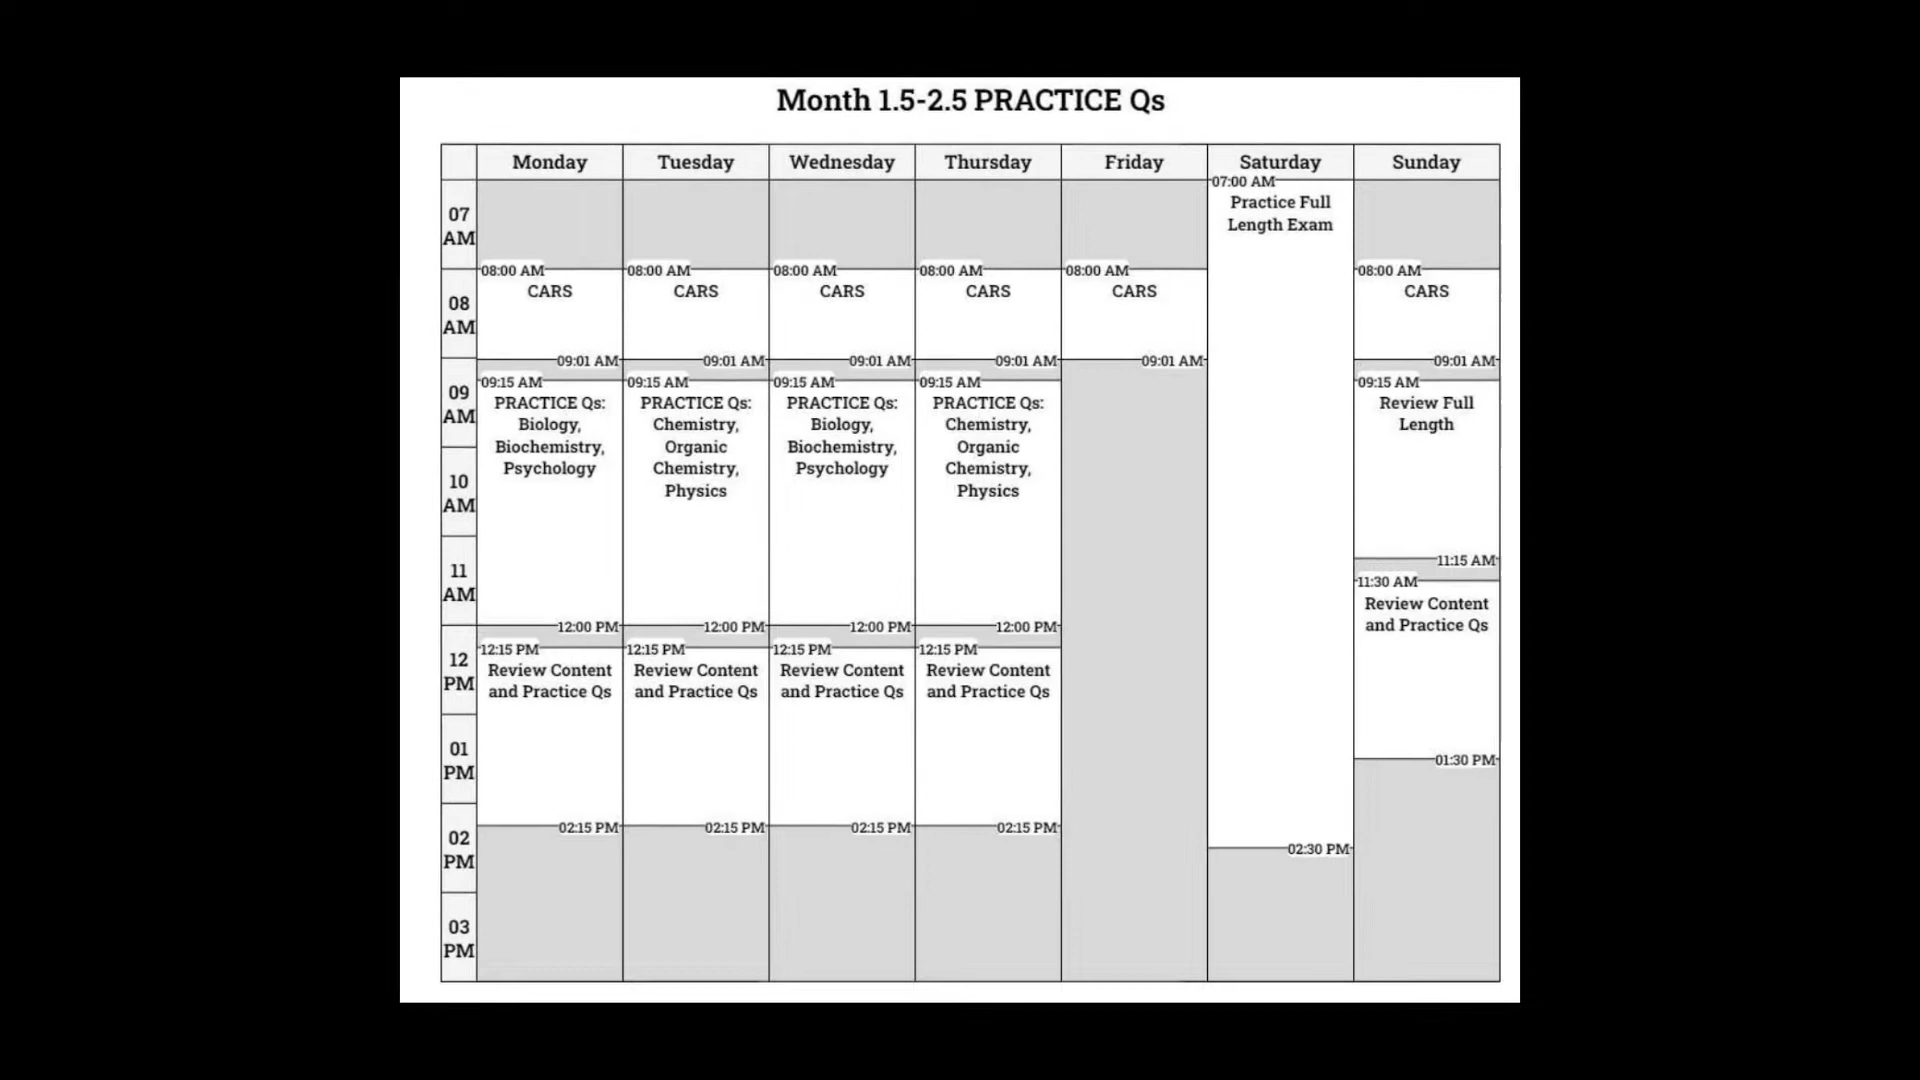 Month 1.5-2.5 PRACTICE Qs
Monday Tuesday Wednesday Thursday Friday Saturday Sunday
07
AM
08
AM
09
AM
10
AM
11
AM
12
PM
01
PM
02
PM
03
PM
08:00 AM
CARS
09:01 AM
09:15 AM
PRACTICE Qs:
Biology,
Biochemistry,
Psychology
12:00 PM
12:15 PM
Review Content
and Practice Qs
02:15 PM
08:00 AM
CARS
09:01 AM
09:15 AM
PRACTICE Qs:
Chemistry,
Organic
Chemistry,
Physics
12:00 PM
12:15 PM
Review Content
and Practice Qs
02:15 PM
08:00 AM
CARS
09:01 AM
09:15 AM
PRACTICE Qs:
Biology,
Biochemistry,
Psychology
12:00 PM
12:15 PM
Review Content
and Practice Qs
02:15 PM
08:00 AM
CARS
09:01 AM
09:15 AM
PRACTICE Qs:
Chemistry,
Organic
Chemistry,
Physics
12:00 PM
12:15 PM
Review Content
and Practice Qs
02:15 PM
08:00 AM
CARS
09:01 AM
07:00 AM
Practice Full
Length Exam
02:30 PM
08:00 AM
CARS
09:01 AM
09:15 AM
Review Full
Length
11:15 AM
11:30 AM
Review Content
and Practice Qs
01:30 PM